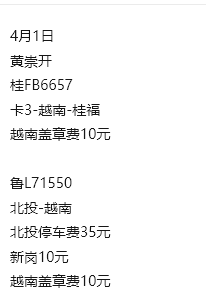 4月1日
黄崇开
桂FB6657
卡3-越南-桂福
越南盖章费10元
鲁L71550
北投-越南
北投停车费35元
新岗10元
越南盖章费10元